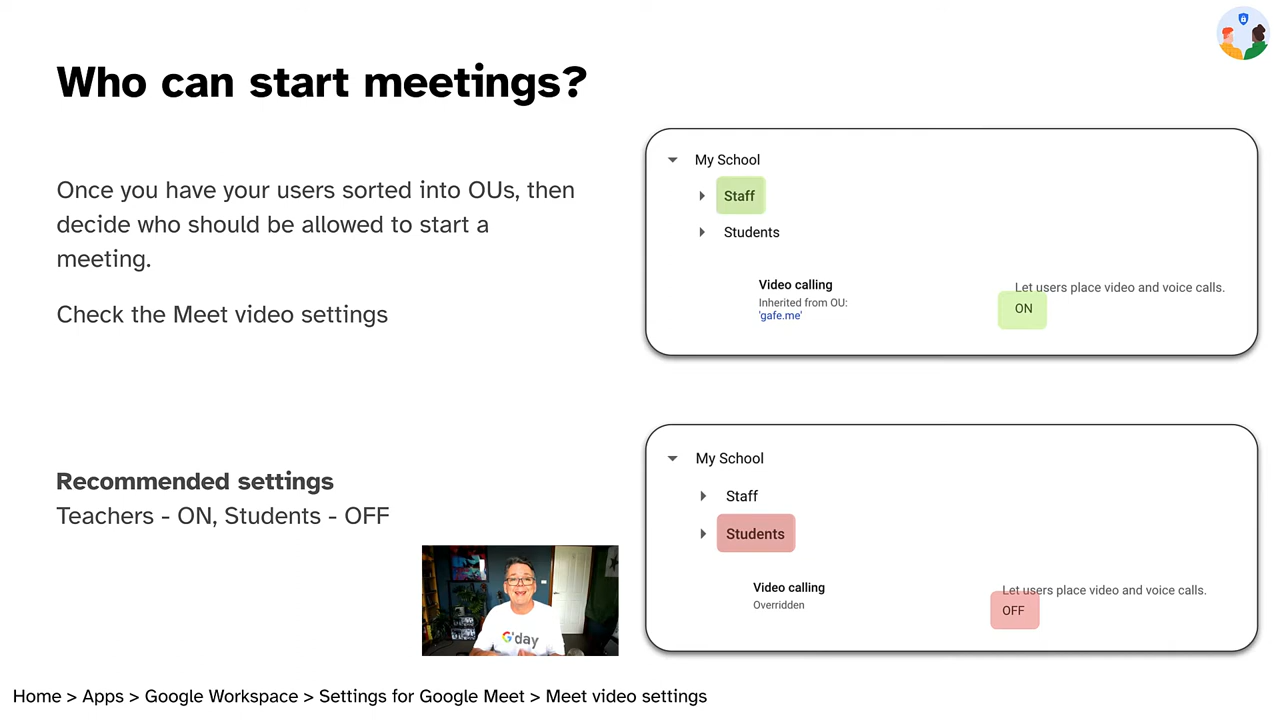 Who can start meetings?
Once you have your users sorted into OUs, then
decide who should be allowed to start a
meeting.
Check the Meet video settings
Recommended settings
Teachers - ON, Students - OFF
My School
Staff
Students
Video calling
Inherited from OU:
'gafe.me'
Let users place video and voice calls.
ON
My School
Staff
Students
Video calling
Overridden
Let users place video and voice calls.
OFF
G'day
Home > Apps > Google Workspace > Settings for Google Meet > Meet video settings